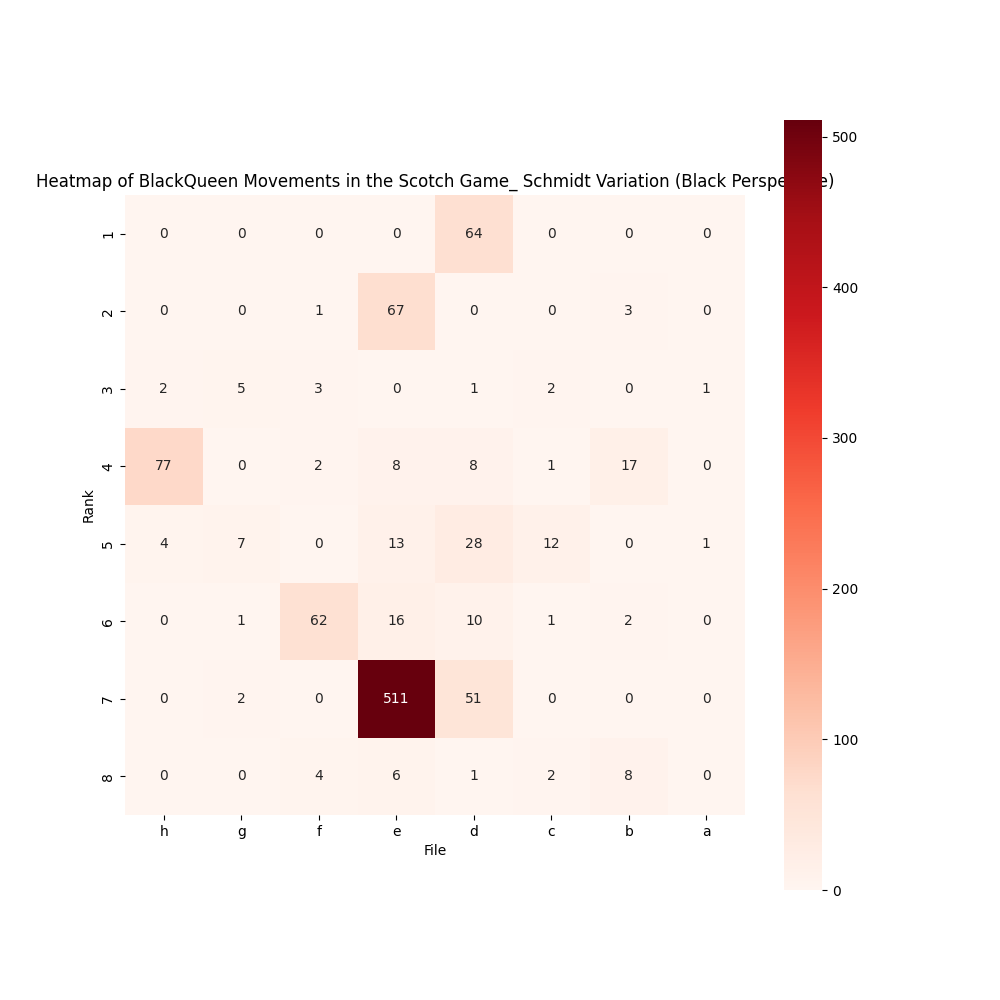 Heatmap of BlackQueen Movements in the Scotch Game_ Schmidt Variation (Black Perspe e)
1 0 0 0 0 64 0 0 0
2 0 0 1 67 0 0 3 0
3 2 5 3 0 1 2 0 1
4 77 0 2 8 8 1 17 0
Rank
5 4 7 0 13 28 12 0 1
6 0 1 62 16 10 1 2 0
7 0 2 0 511 51 0 0 0
8 0 0 4 6 1 2 8 0
h g f e d c b a
File
500
400
300
200
100
0